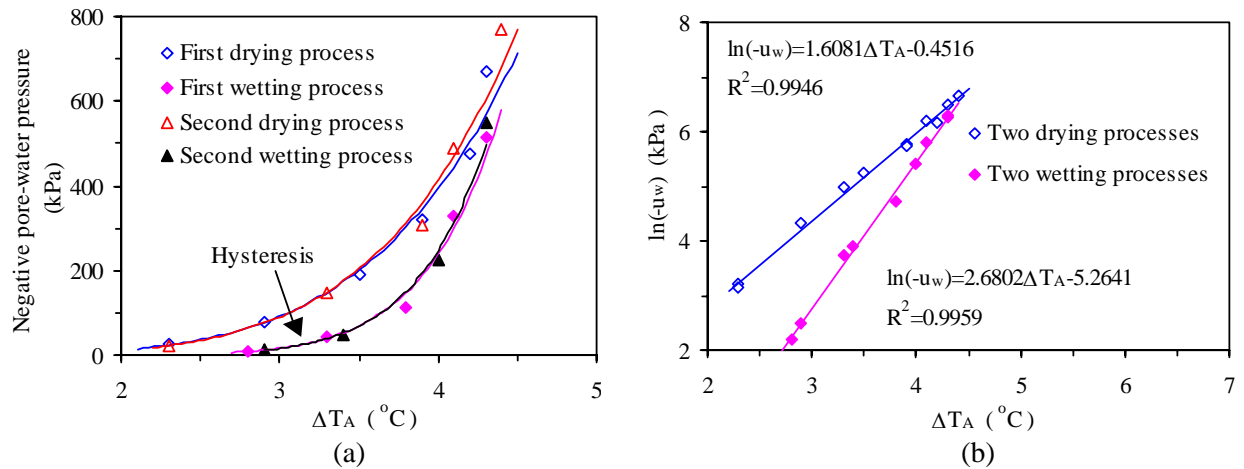 800
600
400
200
0
Negative pore-water pressure
(kPa)
First drying process
First wetting process
Second drying process
Second wetting process
Hysteresis
2 3 4 5
ΔTA ( °C)
(a)
8
6
4
2
ln(-uw) (kPa)
ln(-uw)=1.6081ΔTA-0.4516
R²=0.9946
Two drying processes
Two wetting processes
ln(-uw)=2.6802ΔTA-5.2641
R²=0.9959
2 3 4 5 6 7
ΔTA ( °C)
(b)